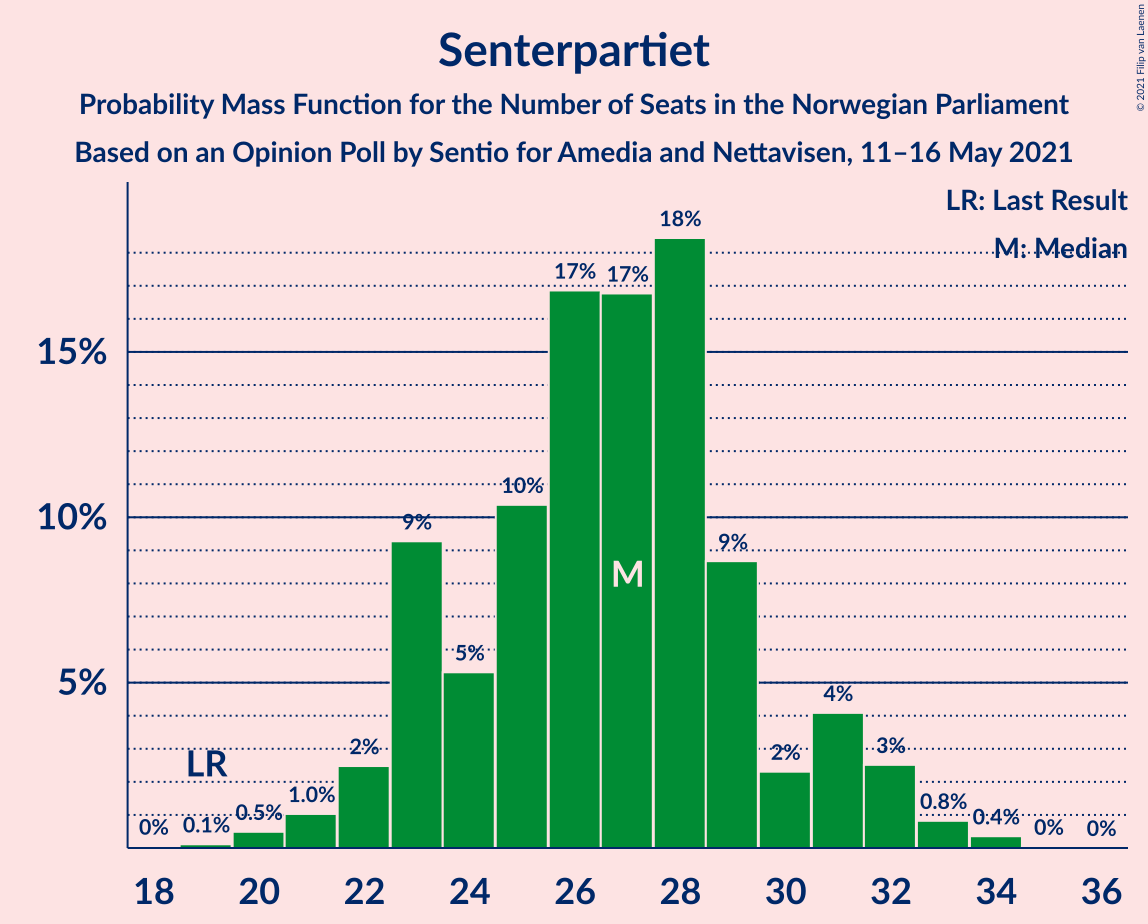 Senterpartiet
Probability Mass Function for the Number of Seats in the Norwegian Parliament
Based on an Opinion Poll by Sentio for Amedia and Nettavisen, 11–16 May 2021
© 2021 Filip van Laenen
LR: Last Result
M: Median
15%
10%
5%
0%
0.1%
0.5%
1.0%
2%
9%
5%
10%
17%
17%
18%
9%
2%
4%
3%
0.8%
0.4%
0%
0%
LR
M
18 20 22 24 26 28 30 32 34 36